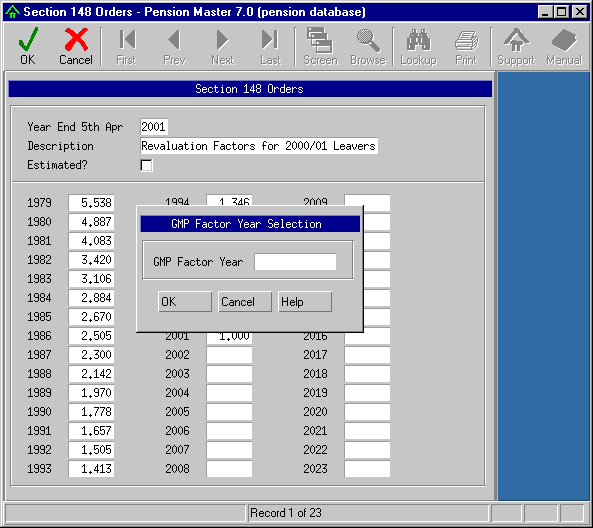 Section 148 Orders - Pension Master 7.0 (pension database)
OK Cancel First Prev Next Last Screen Browse Lookup Print Support Manual
Section 148 Orders
Year End 5th Apr 2001
Description Revaluation Factors for 2000/01 Leavers
Estimated?
1979 5.538 1994 1.346 2009
1980 4.887
GMP Factor Year Selection
1981 4.083
1982 3.420
GMP Factor Year
1983 3.106
1984 2.884
OK Cancel Help
1985 2.670
1986 2.505 2001 1.000 2016
1987 2.300 2002 2017
1988 2.142 2003 2018
1989 1.970 2004 2019
1990 1.778 2005 2020
1991 1.657 2006 2021
1992 1.505 2007 2022
1993 1.413 2008 2023
Record 1 of 23